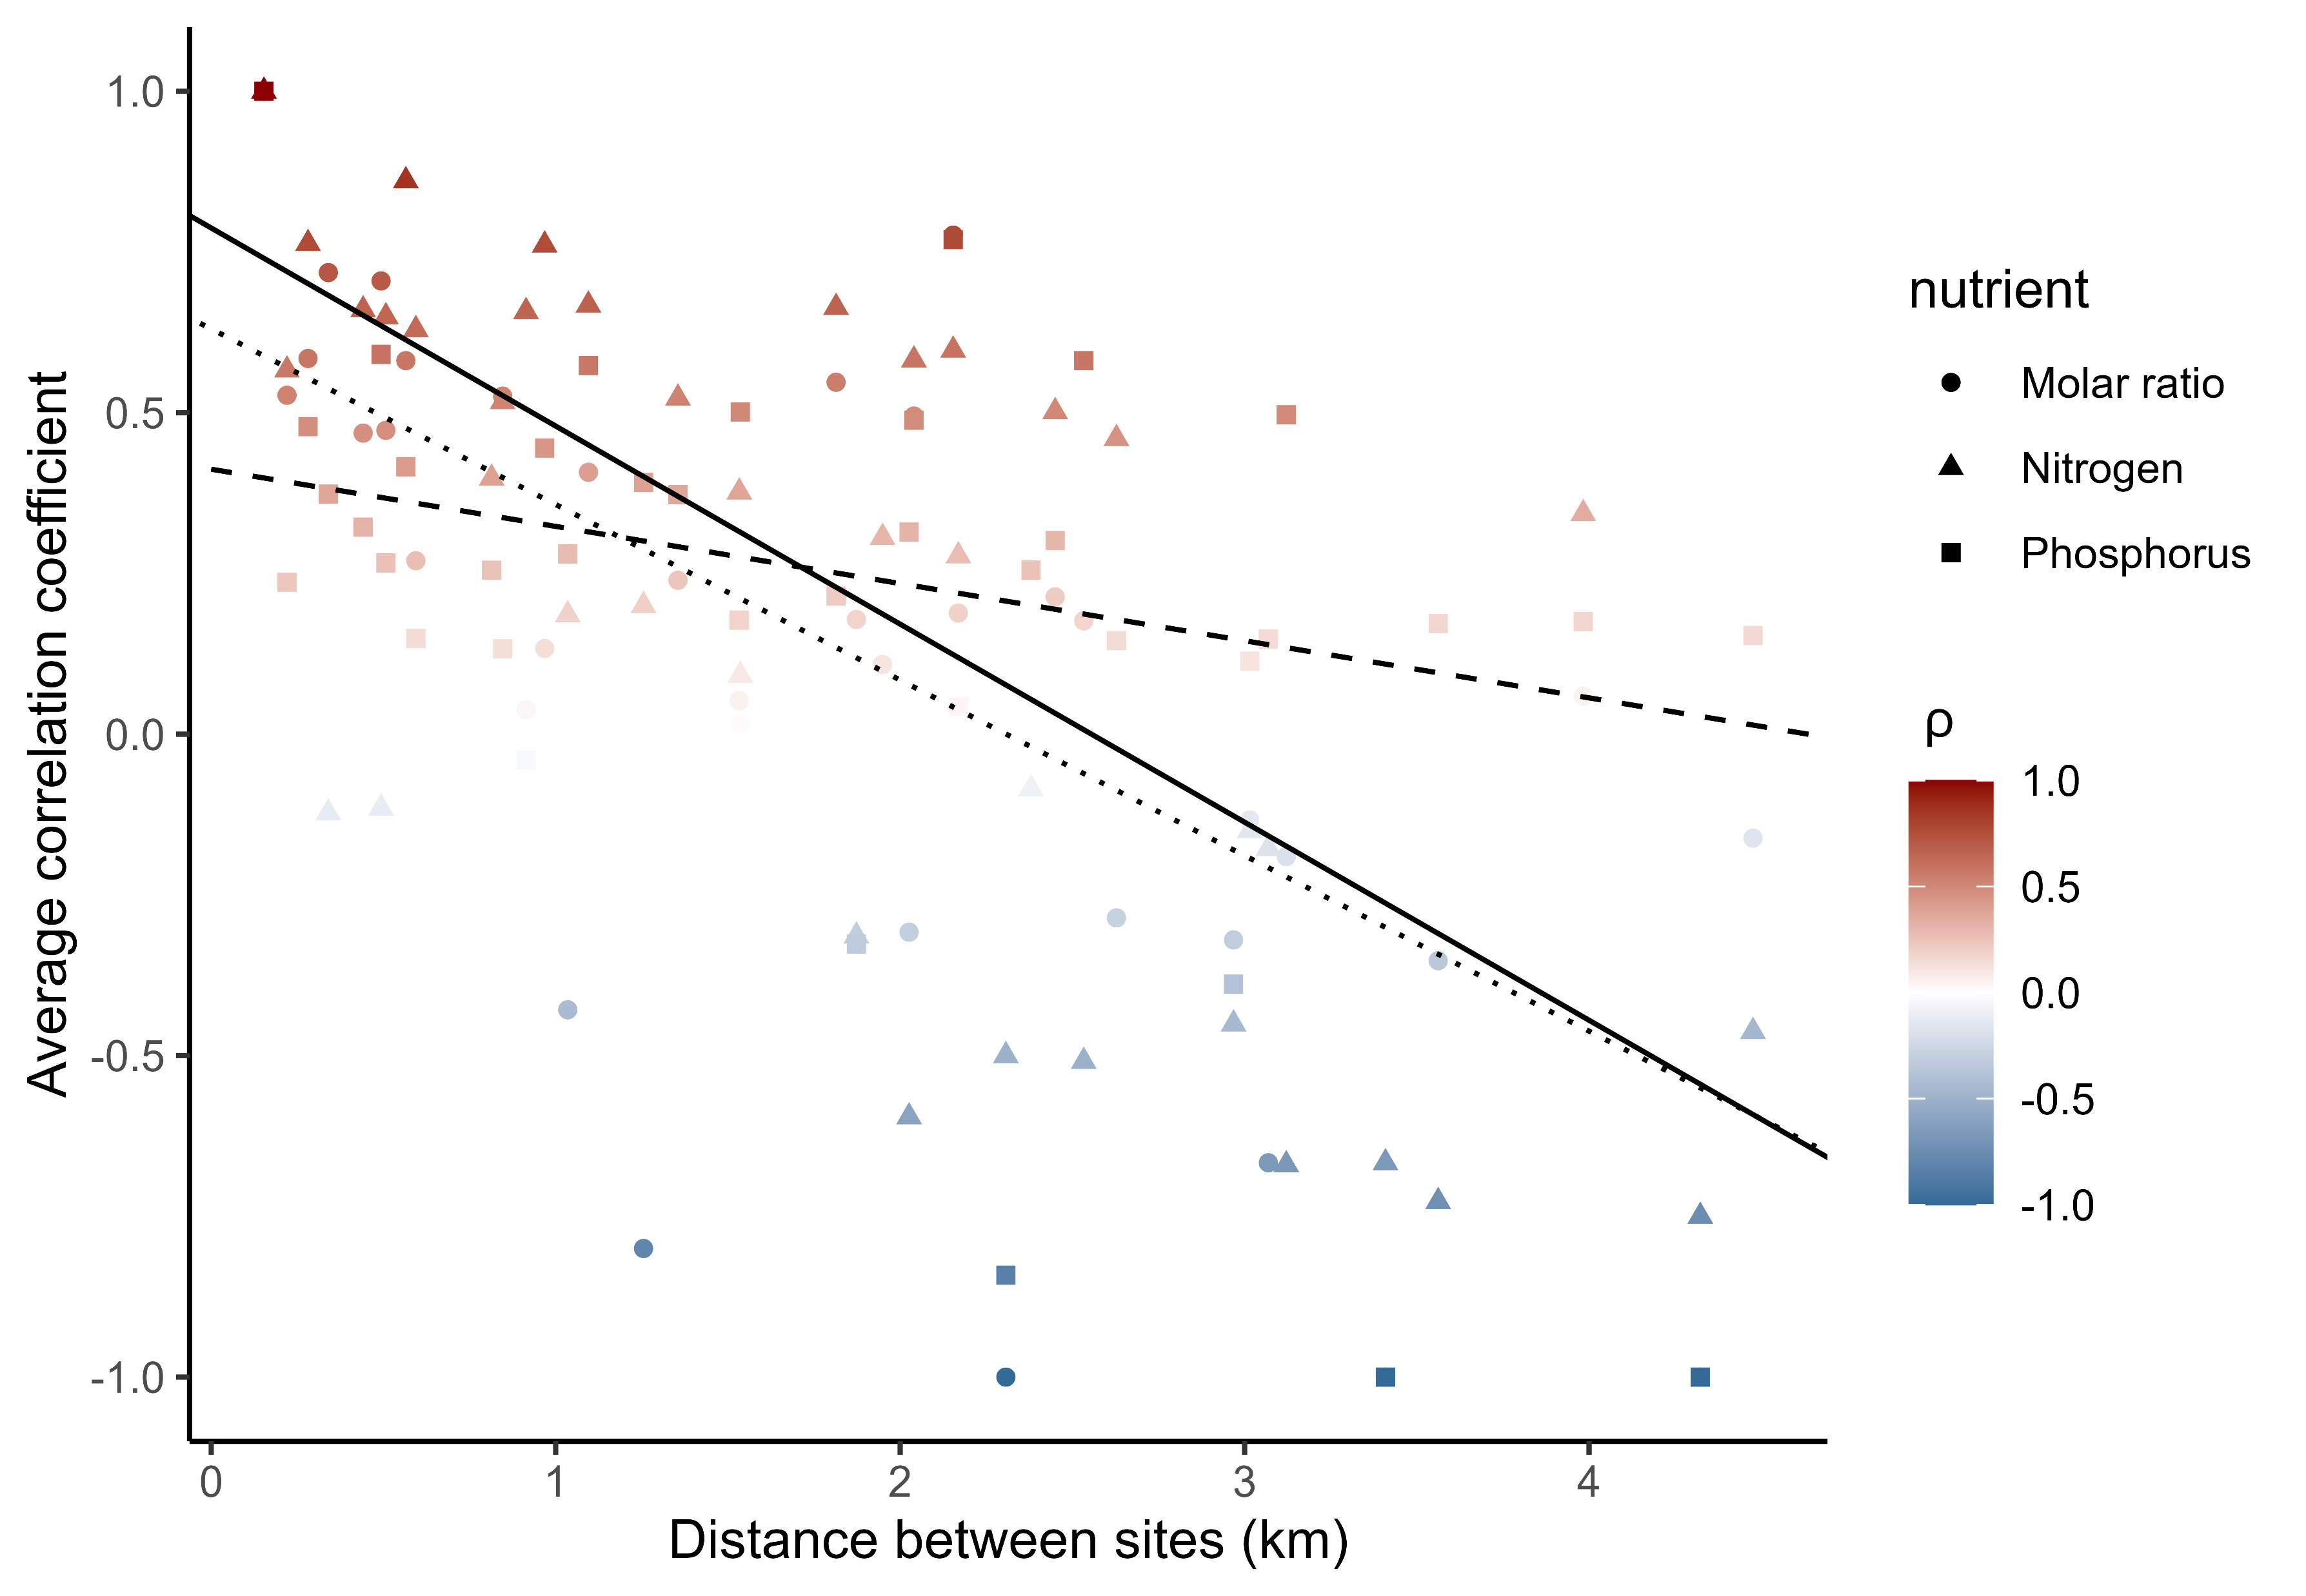 Average correlation coefficient
1.0
0.5
0.0
-0.5
-1.0
0
1
2
3
4
Distance between sites (km)
nutrient
Molar ratio
Nitrogen
Phosphorus
ρ
1.0
0.5
0.0
-0.5
-1.0